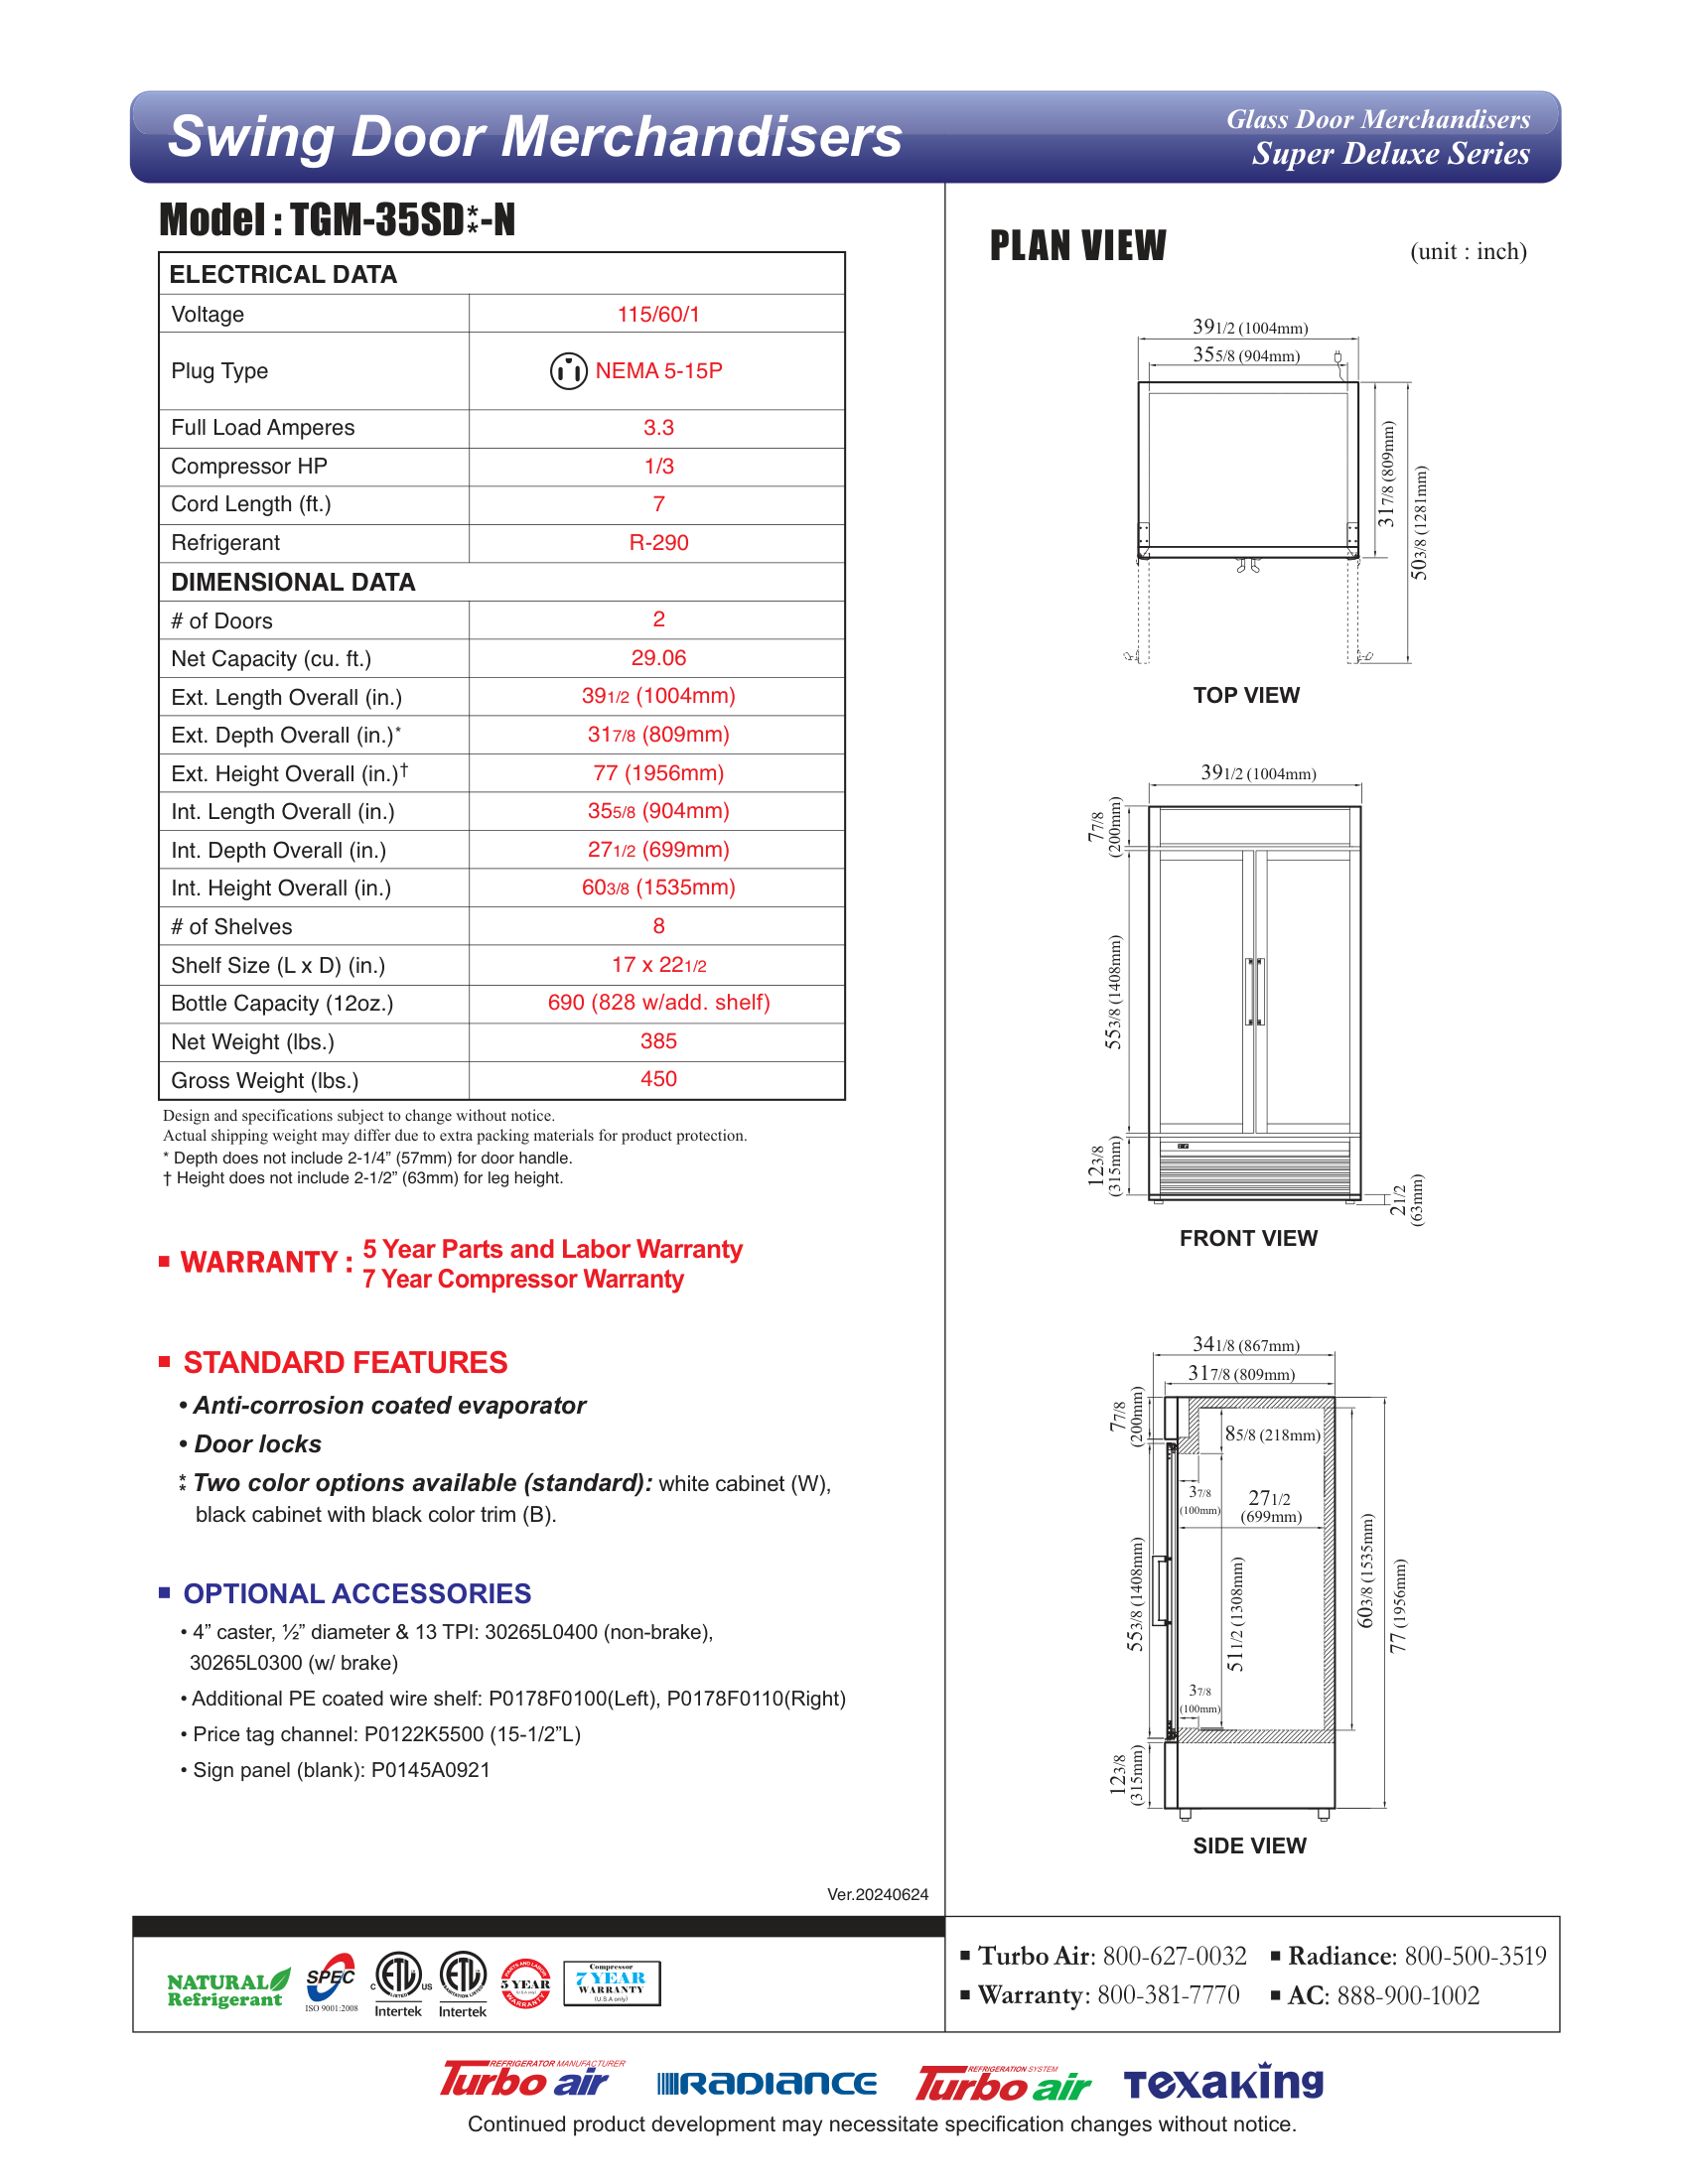 Swing Door Merchandisers
Glass Door Merchandisers
Super Deluxe Series
Model : TGM-35SD⁑-N
ELECTRICAL DATA
Voltage 115/60/1
Plug Type NEMA 5-15P
Full Load Amperes 3.3
Compressor HP 1/3
Cord Length (ft.) 7
Refrigerant R-290
DIMENSIONAL DATA
# of Doors 2
Net Capacity (cu. ft.) 29.06
Ext. Length Overall (in.) 39 1/2 (1004mm)
Ext. Depth Overall (in.)* 31 7/8 (809mm)
Ext. Height Overall (in.)† 77 (1956mm)
Int. Length Overall (in.) 35 5/8 (904mm)
Int. Depth Overall (in.) 27 1/2 (699mm)
Int. Height Overall (in.) 60 3/8 (1535mm)
# of Shelves 8
Shelf Size (L x D) (in.) 17 x 22 1/2
Bottle Capacity (12oz.) 690 (828 w/add. shelf)
Net Weight (lbs.) 385
Gross Weight (lbs.) 450
Design and specifications subject to change without notice.
Actual shipping weight may differ due to extra packing materials for product protection.
* Depth does not include 2-1/4” (57mm) for door handle.
† Height does not include 2-1/2” (63mm) for leg height.
WARRANTY :
5 Year Parts and Labor Warranty
7 Year Compressor Warranty
STANDARD FEATURES
• Anti-corrosion coated evaporator
• Door locks
⁑ Two color options available (standard): white cabinet (W),
black cabinet with black color trim (B).
OPTIONAL ACCESSORIES
• 4” caster, ½” diameter & 13 TPI: 30265L0400 (non-brake),
30265L0300 (w/ brake)
• Additional PE coated wire shelf: P0178F0100(Left), P0178F0110(Right)
• Price tag channel: P0122K5500 (15-1/2”L)
• Sign panel (blank): P0145A0921
Ver.20240624
PLAN VIEW
(unit : inch)
39 1/2 (1004mm)
35 5/8 (904mm)
31 7/8 (809mm)
50 3/8 (1281mm)
TOP VIEW
39 1/2 (1004mm)
7 7/8
(200mm)
55 3/8 (1408mm)
12 3/8
(315mm)
2 1/2
(63mm)
FRONT VIEW
34 1/8 (867mm)
31 7/8 (809mm)
7 7/8
(200mm)
8 5/8 (218mm)
3 7/8
(100mm)
27 1/2
(699mm)
55 3/8 (1408mm)
51 1/2 (1308mm)
60 3/8 (1535mm)
77 (1956mm)
3 7/8
(100mm)
12 3/8
(315mm)
SIDE VIEW
NATURAL
Refrigerant
SPEC
ISO 9001:2008
C ETL US
LISTED
Intertek
ETL
SANITATION LISTED
Intertek
PARTS AND LABOR
5 YEAR
(U.S.A only)
WARRANTY
Compressor
7 YEAR
WARRANTY
(U.S.A only)
Turbo Air: 800-627-0032
Radiance: 800-500-3519
Warranty: 800-381-7770
AC: 888-900-1002
REFRIGERATOR MANUFACTURER
Turbo air
RADIANCE
REFRIGERATION SYSTEM
Turbo air
Texaking
Continued product development may necessitate specification changes without notice.